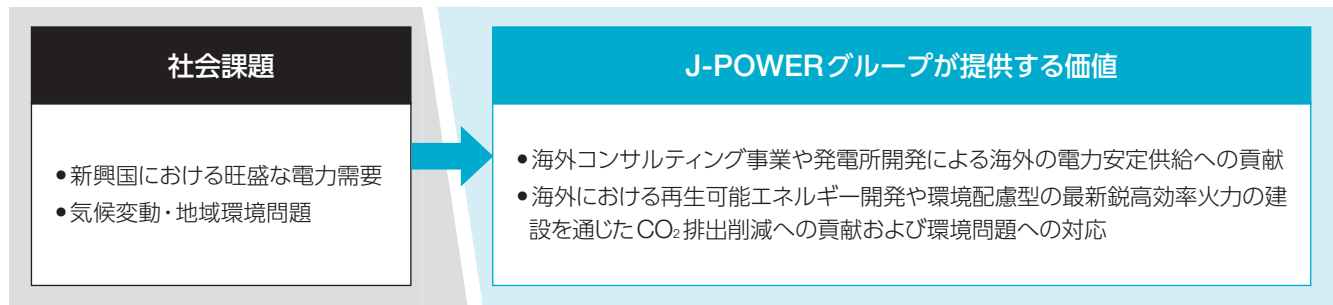 社会課題
●新興国における旺盛な電力需要
●気候変動・地域環境問題
J-POWERグループが提供する価値
●海外コンサルティング事業や発電所開発による海外の電力安定供給への貢献
●海外における再生可能エネルギー開発や環境配慮型の最新鋭高効率火力の建
設を通じたCO₂排出削減への貢献および環境問題への対応